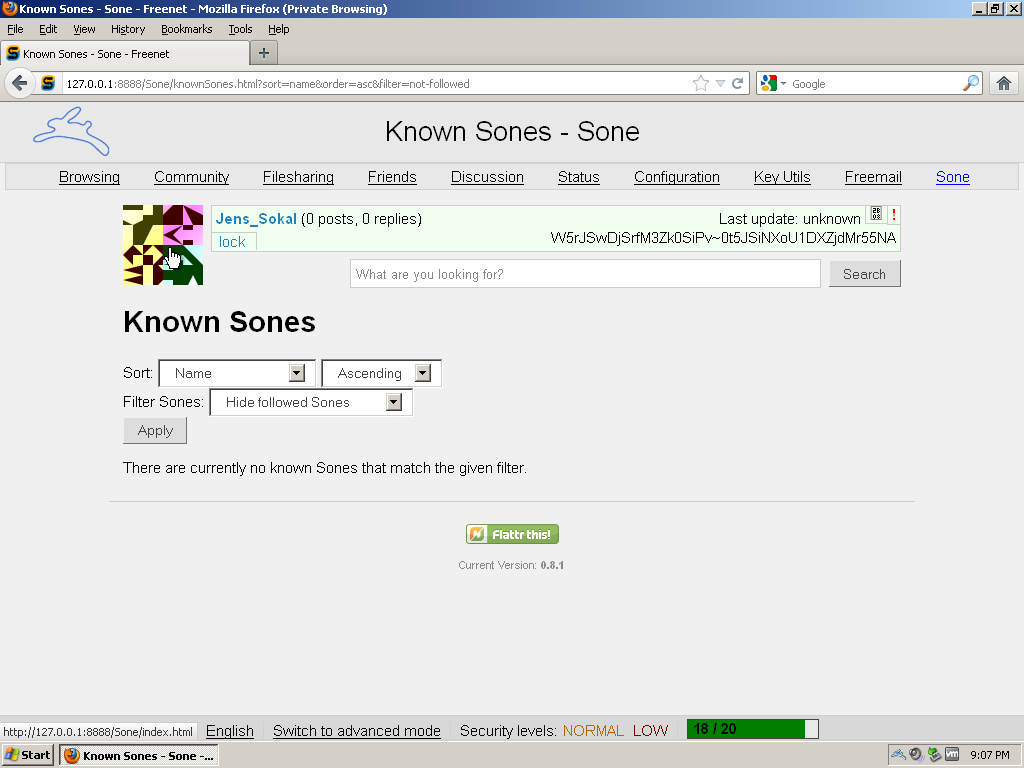 Known Sones - Sone - Freenet - Mozilla Firefox (Private Browsing)
File Edit View History Bookmarks Tools Help
Known Sones - Sone - Freenet
127.0.0.1:8888/Sone/knownSones.html?sort=name&order=asc&filter=not-followed
Google
Known Sones - Sone
Browsing Community Filesharing Friends Discussion Status Configuration Key Utils Freemail Sone
Jens_Sokal (0 posts, 0 replies) Last update: unknown !
lock W5rJSwDjSrfM3Zk0SiPv~0t5JSiNXoU1DXZjdMr55NA
What are you looking for? Search
Known Sones
Sort: Name Ascending
Filter Sones: Hide followed Sones
Apply
There are currently no known Sones that match the given filter.
Flattr this!
Current Version: 0.8.1
http://127.0.0.1:8888/Sone/index.html English Switch to advanced mode Security levels: NORMAL LOW 18 / 20
Start Known Sones - Sone -... 9:07 PM